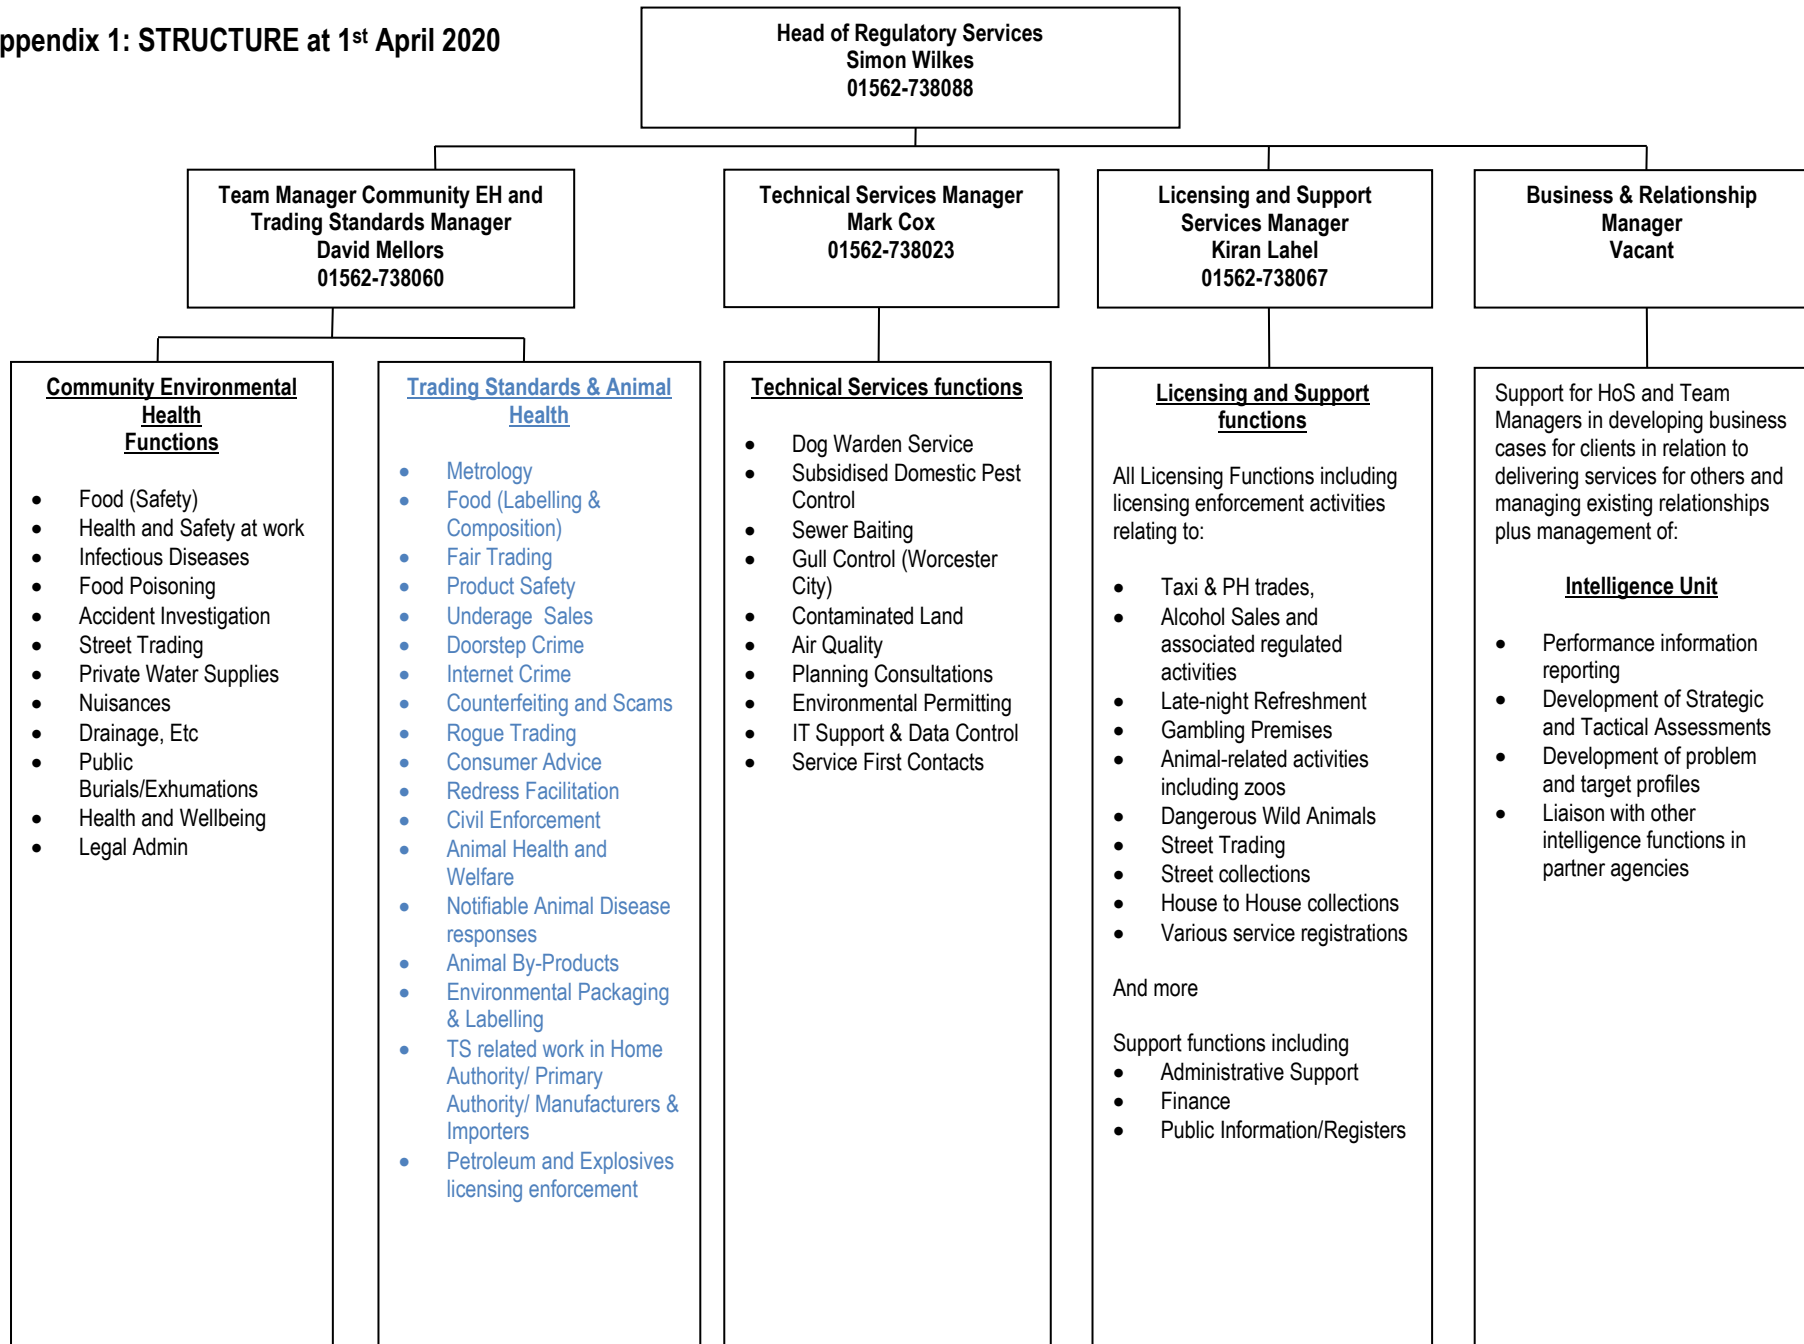 ppendix 1: STRUCTURE at 1st April 2020
Head of Regulatory Services
Simon Wilkes
01562-738088
Team Manager Community EH and
Trading Standards Manager
David Mellors
01562-738060
Technical Services Manager
Mark Cox
01562-738023
Licensing and Support
Services Manager
Kiran Lahel
01562-738067
Business & Relationship
Manager
Vacant
Community Environmental
Health
Functions
• Food (Safety)
• Health and Safety at work
• Infectious Diseases
• Food Poisoning
• Accident Investigation
• Street Trading
• Private Water Supplies
• Nuisances
• Drainage, Etc
• Public
Burials/Exhumations
• Health and Wellbeing
• Legal Admin
Trading Standards & Animal
Health
• Metrology
• Food (Labelling &
Composition)
• Fair Trading
• Product Safety
• Underage Sales
• Doorstep Crime
• Internet Crime
• Counterfeiting and Scams
• Rogue Trading
• Consumer Advice
• Redress Facilitation
• Civil Enforcement
• Animal Health and
Welfare
• Notifiable Animal Disease
responses
• Animal By-Products
• Environmental Packaging
& Labelling
• TS related work in Home
Authority/ Primary
Authority/ Manufacturers &
Importers
• Petroleum and Explosives
licensing enforcement
Technical Services functions
• Dog Warden Service
• Subsidised Domestic Pest
Control
• Sewer Baiting
• Gull Control (Worcester
City)
• Contaminated Land
• Air Quality
• Planning Consultations
• Environmental Permitting
• IT Support & Data Control
• Service First Contacts
Licensing and Support
functions
All Licensing Functions including
licensing enforcement activities
relating to:
• Taxi & PH trades,
• Alcohol Sales and
associated regulated
activities
• Late-night Refreshment
• Gambling Premises
• Animal-related activities
including zoos
• Dangerous Wild Animals
• Street Trading
• Street collections
• House to House collections
• Various service registrations
And more
Support functions including
• Administrative Support
• Finance
• Public Information/Registers
Support for HoS and Team
Managers in developing business
cases for clients in relation to
delivering services for others and
managing existing relationships
plus management of:
Intelligence Unit
• Performance information
reporting
• Development of Strategic
and Tactical Assessments
• Development of problem
and target profiles
• Liaison with other
intelligence functions in
partner agencies